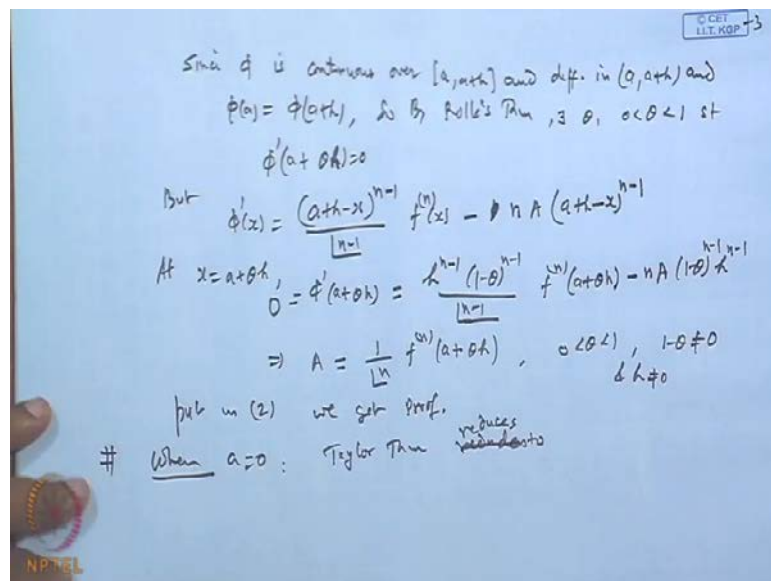 © CET
I.I.T. KGP
-3
Since ϕ is continuous over [a, a+h] and diff. in (a, a+h) and
ϕ(a) = ϕ(a+h), So By Rolle's Thm, ∃ θ, 0<θ<1 st
ϕ'(a+θh)=0
But ϕ'(x) = (a+h-x)^{n-1} / |n-1 f^{(n)}(x) - n A (a+h-x)^{n-1}
At x=a+θh, 0 = ϕ'(a+θh) = h^{n-1} (1-θ)^{n-1} / |n-1 f^{(n)}(a+θh) - nA (1-θ)^{n-1} h^{n-1}
⇒ A = 1/|n f^{(n)}(a+θh), 0<θ<1, 1-θ≠0
& h≠0
put in (2) we get proof.
# When a=0: Taylor Thm reduces to
NPTEL